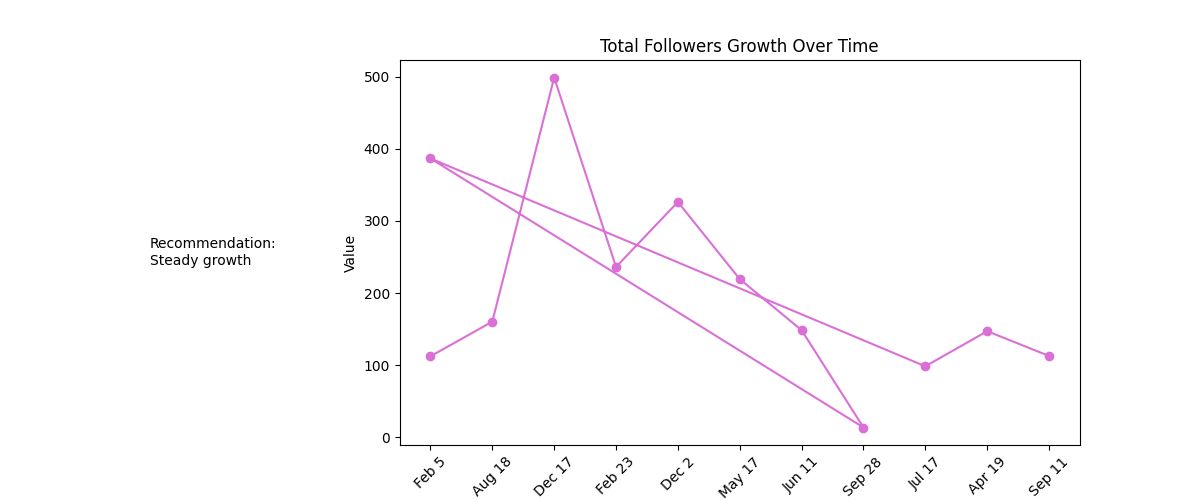 Total Followers Growth Over Time
Recommendation:
Steady growth
Value
500
400
300
200
100
0
Feb 5
Aug 18
Dec 17
Feb 23
Dec 2
May 17
Jun 11
Sep 28
Jul 17
Apr 19
Sep 11